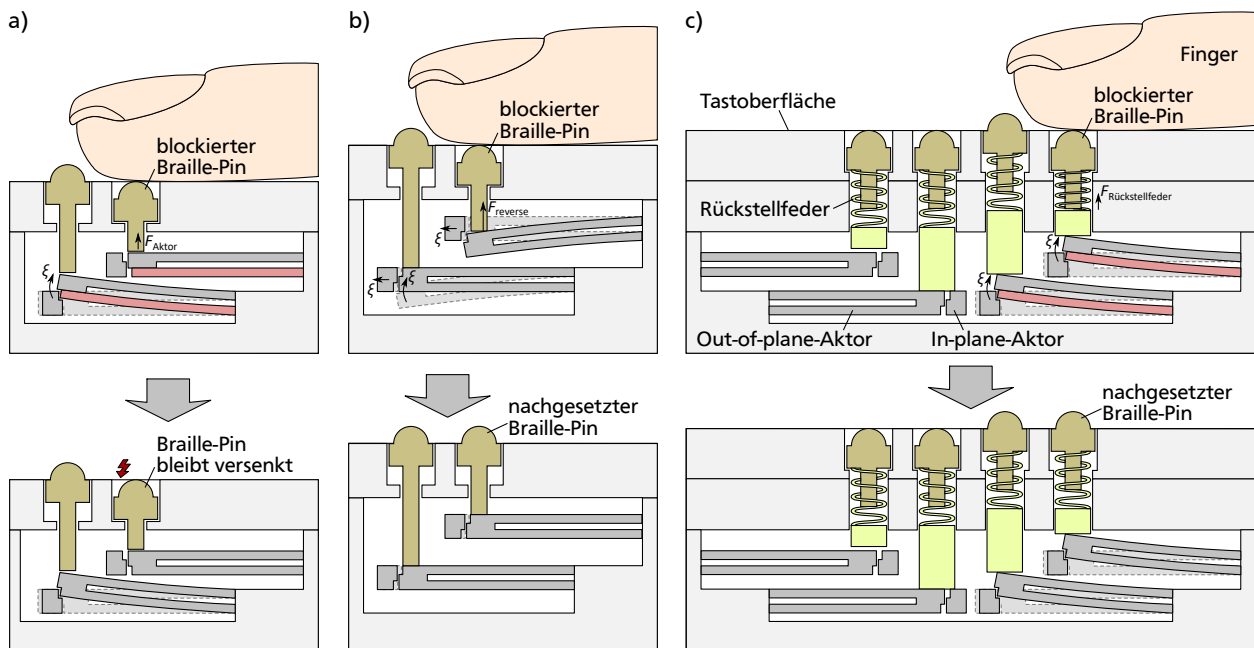 a)
blockierter
Braille-Pin
F Aktor
ξ
Braille-Pin
bleibt versenkt
b)
blockierter
Braille-Pin
F reverse
ξ
ξ
ξ
nachgesetzter
Braille-Pin
c)
Finger
Tastoberfläche
blockierter
Braille-Pin
Rückstellfeder
F Rückstellfeder
ξ
ξ
Out-of-plane-Aktor
In-plane-Aktor
nachgesetzter
Braille-Pin